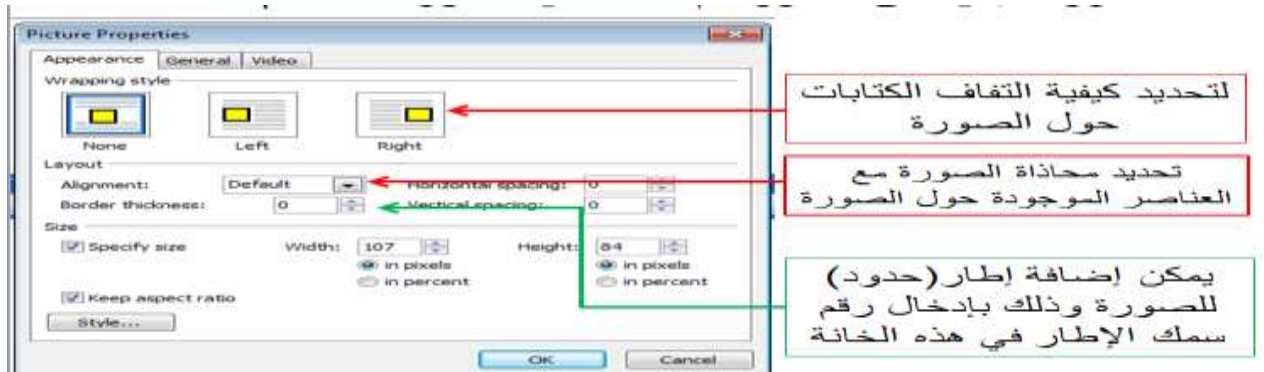 Picture Properties
Appearance General Video
Wrapping style
None Left Right
Layout
Alignment: Default Horizontal spacing: 0
Border thickness: 0 Vertical spacing: 0
Size
Specify size Width: 107 Height: 84
in pixels in pixels
in percent in percent
Keep aspect ratio
Style...
OK Cancel
لتحديد كيفية التفاف الكتابات
حول الصورة
تحديد محاذاة الصورة مع
العناصر الموجودة حول الصورة
يمكن إضافة إطار(حدود)
للصورة وذلك بإدخال رقم
سمك الإطار في هذه الخانة